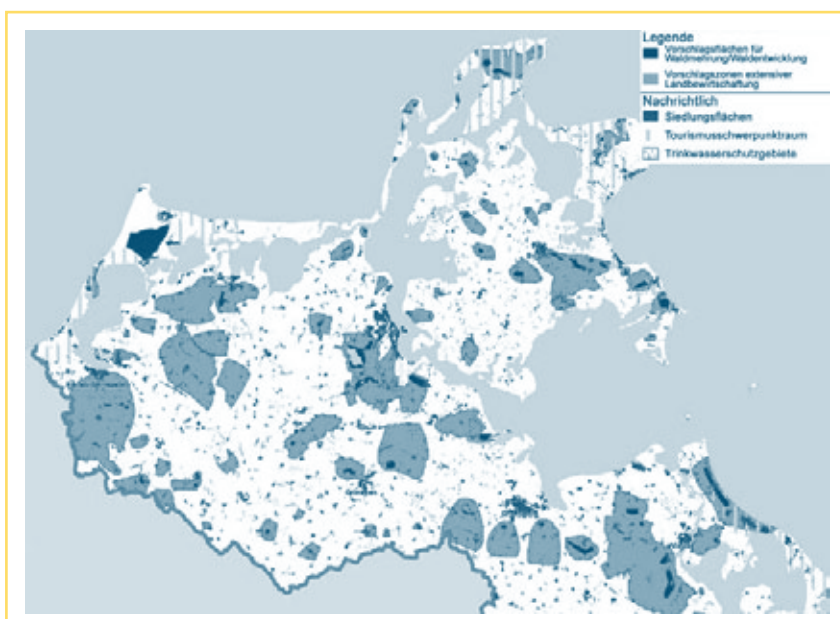 Legende
Vorschlagsflächen für
Waldmehrung/Waldentwicklung
Vorschlagszonen extensiver
Landbewirtschaftung
Nachrichtlich
Siedlungsflächen
Tourismusschwerpunktraum
Trinkwasserschutzgebiete